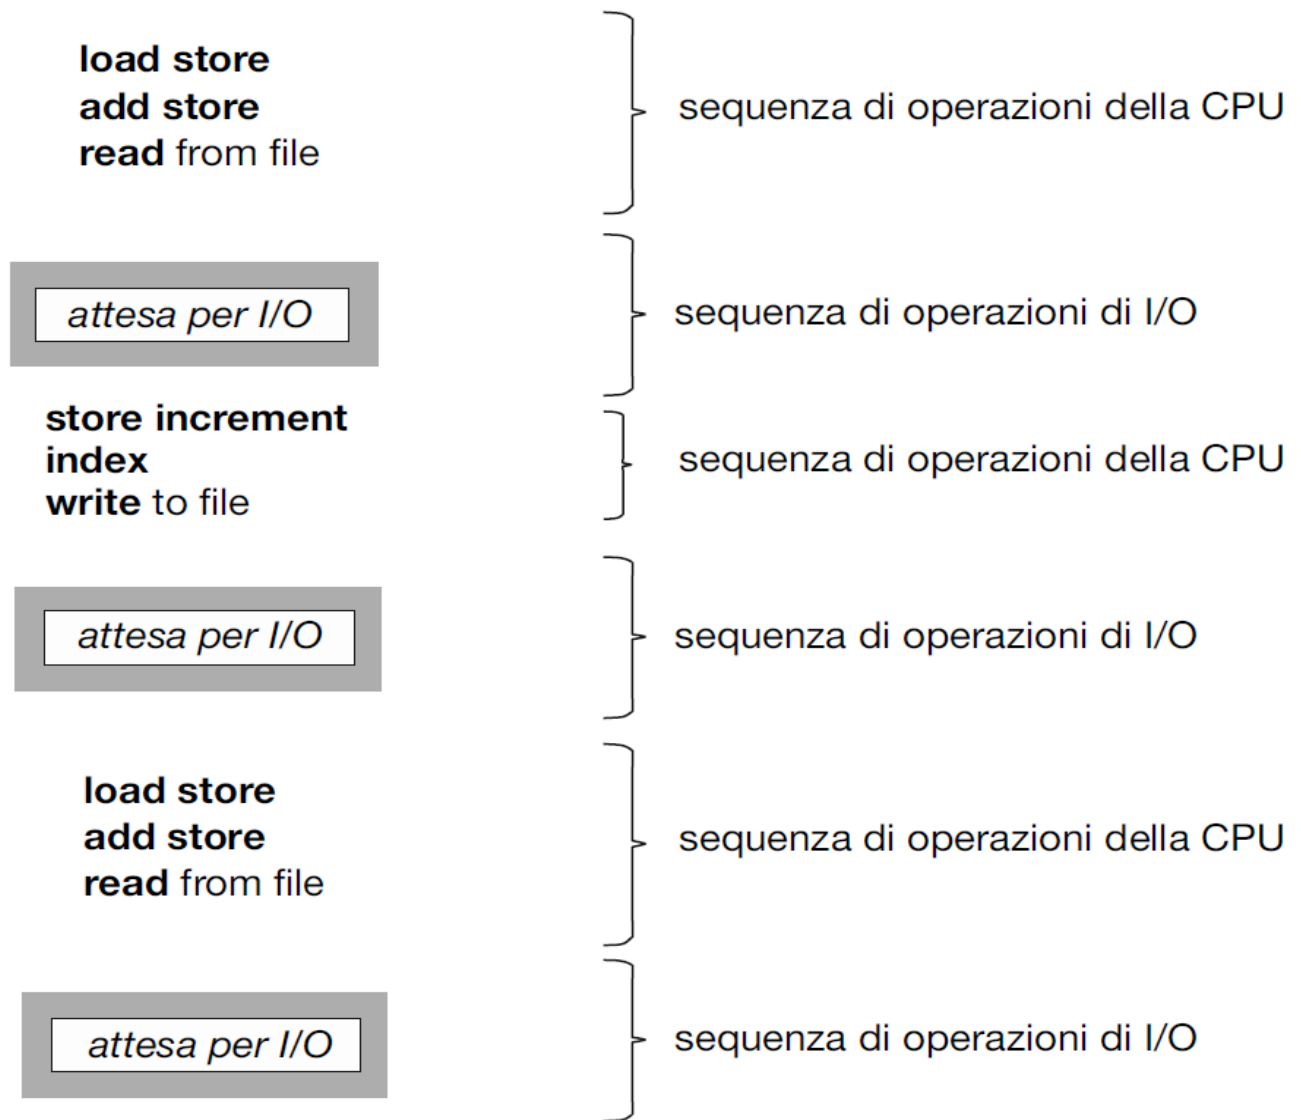 load store
add store
read from file
sequenza di operazioni della CPU
attesa per I/O
sequenza di operazioni di I/O
store increment
index
write to file
sequenza di operazioni della CPU
attesa per I/O
sequenza di operazioni di I/O
load store
add store
read from file
sequenza di operazioni della CPU
attesa per I/O
sequenza di operazioni di I/O